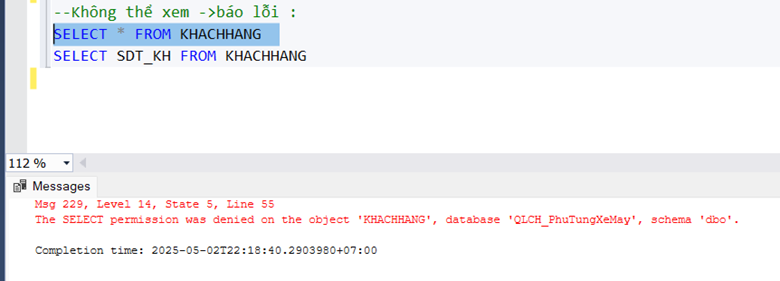 --Không thể xem ->báo lỗi :
SELECT * FROM KHACHHANG
SELECT SDT_KH FROM KHACHHANG
112 %
Messages
Msg 229, Level 14, State 5, Line 55
The SELECT permission was denied on the object 'KHACHHANG', database 'QLCH_PhuTungXeMay', schema 'dbo'.
Completion time: 2025-05-02T22:18:40.2903980+07:00